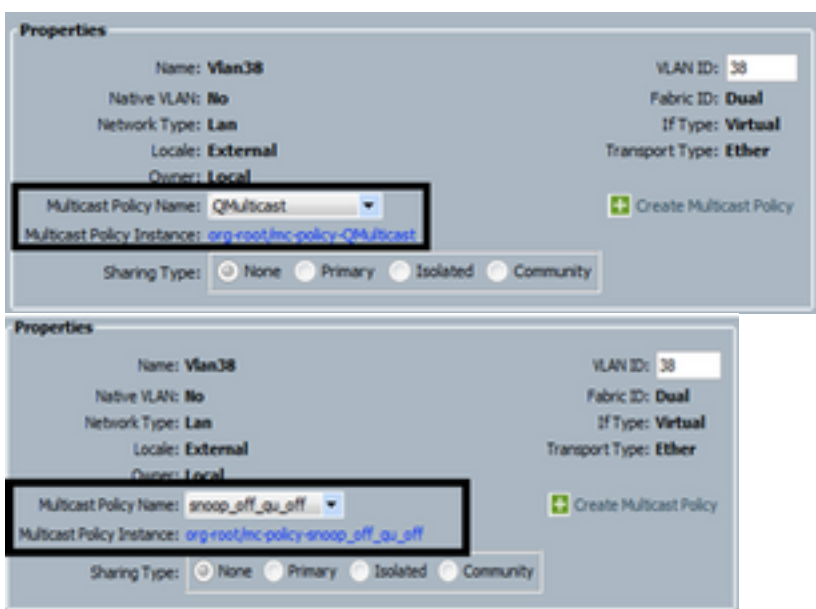 Properties
Name: Vlan38 VLAN ID: 38
Native VLAN: No Fabric ID: Dual
Network Type: Lan If Type: Virtual
Locale: External Transport Type: Ether
Owner: Local
Multicast Policy Name: QMulticast Create Multicast Policy
Multicast Policy Instance: org-root/mc-policy-QMulticast
Sharing Type: None Primary Isolated Community
Properties
Name: Vlan38 VLAN ID: 38
Native VLAN: No Fabric ID: Dual
Network Type: Lan If Type: Virtual
Locale: External Transport Type: Ether
Owner: Local
Multicast Policy Name: snoop_off_qu_off Create Multicast Policy
Multicast Policy Instance: org-root/mc-policy-snoop_off_qu_off
Sharing Type: None Primary Isolated Community